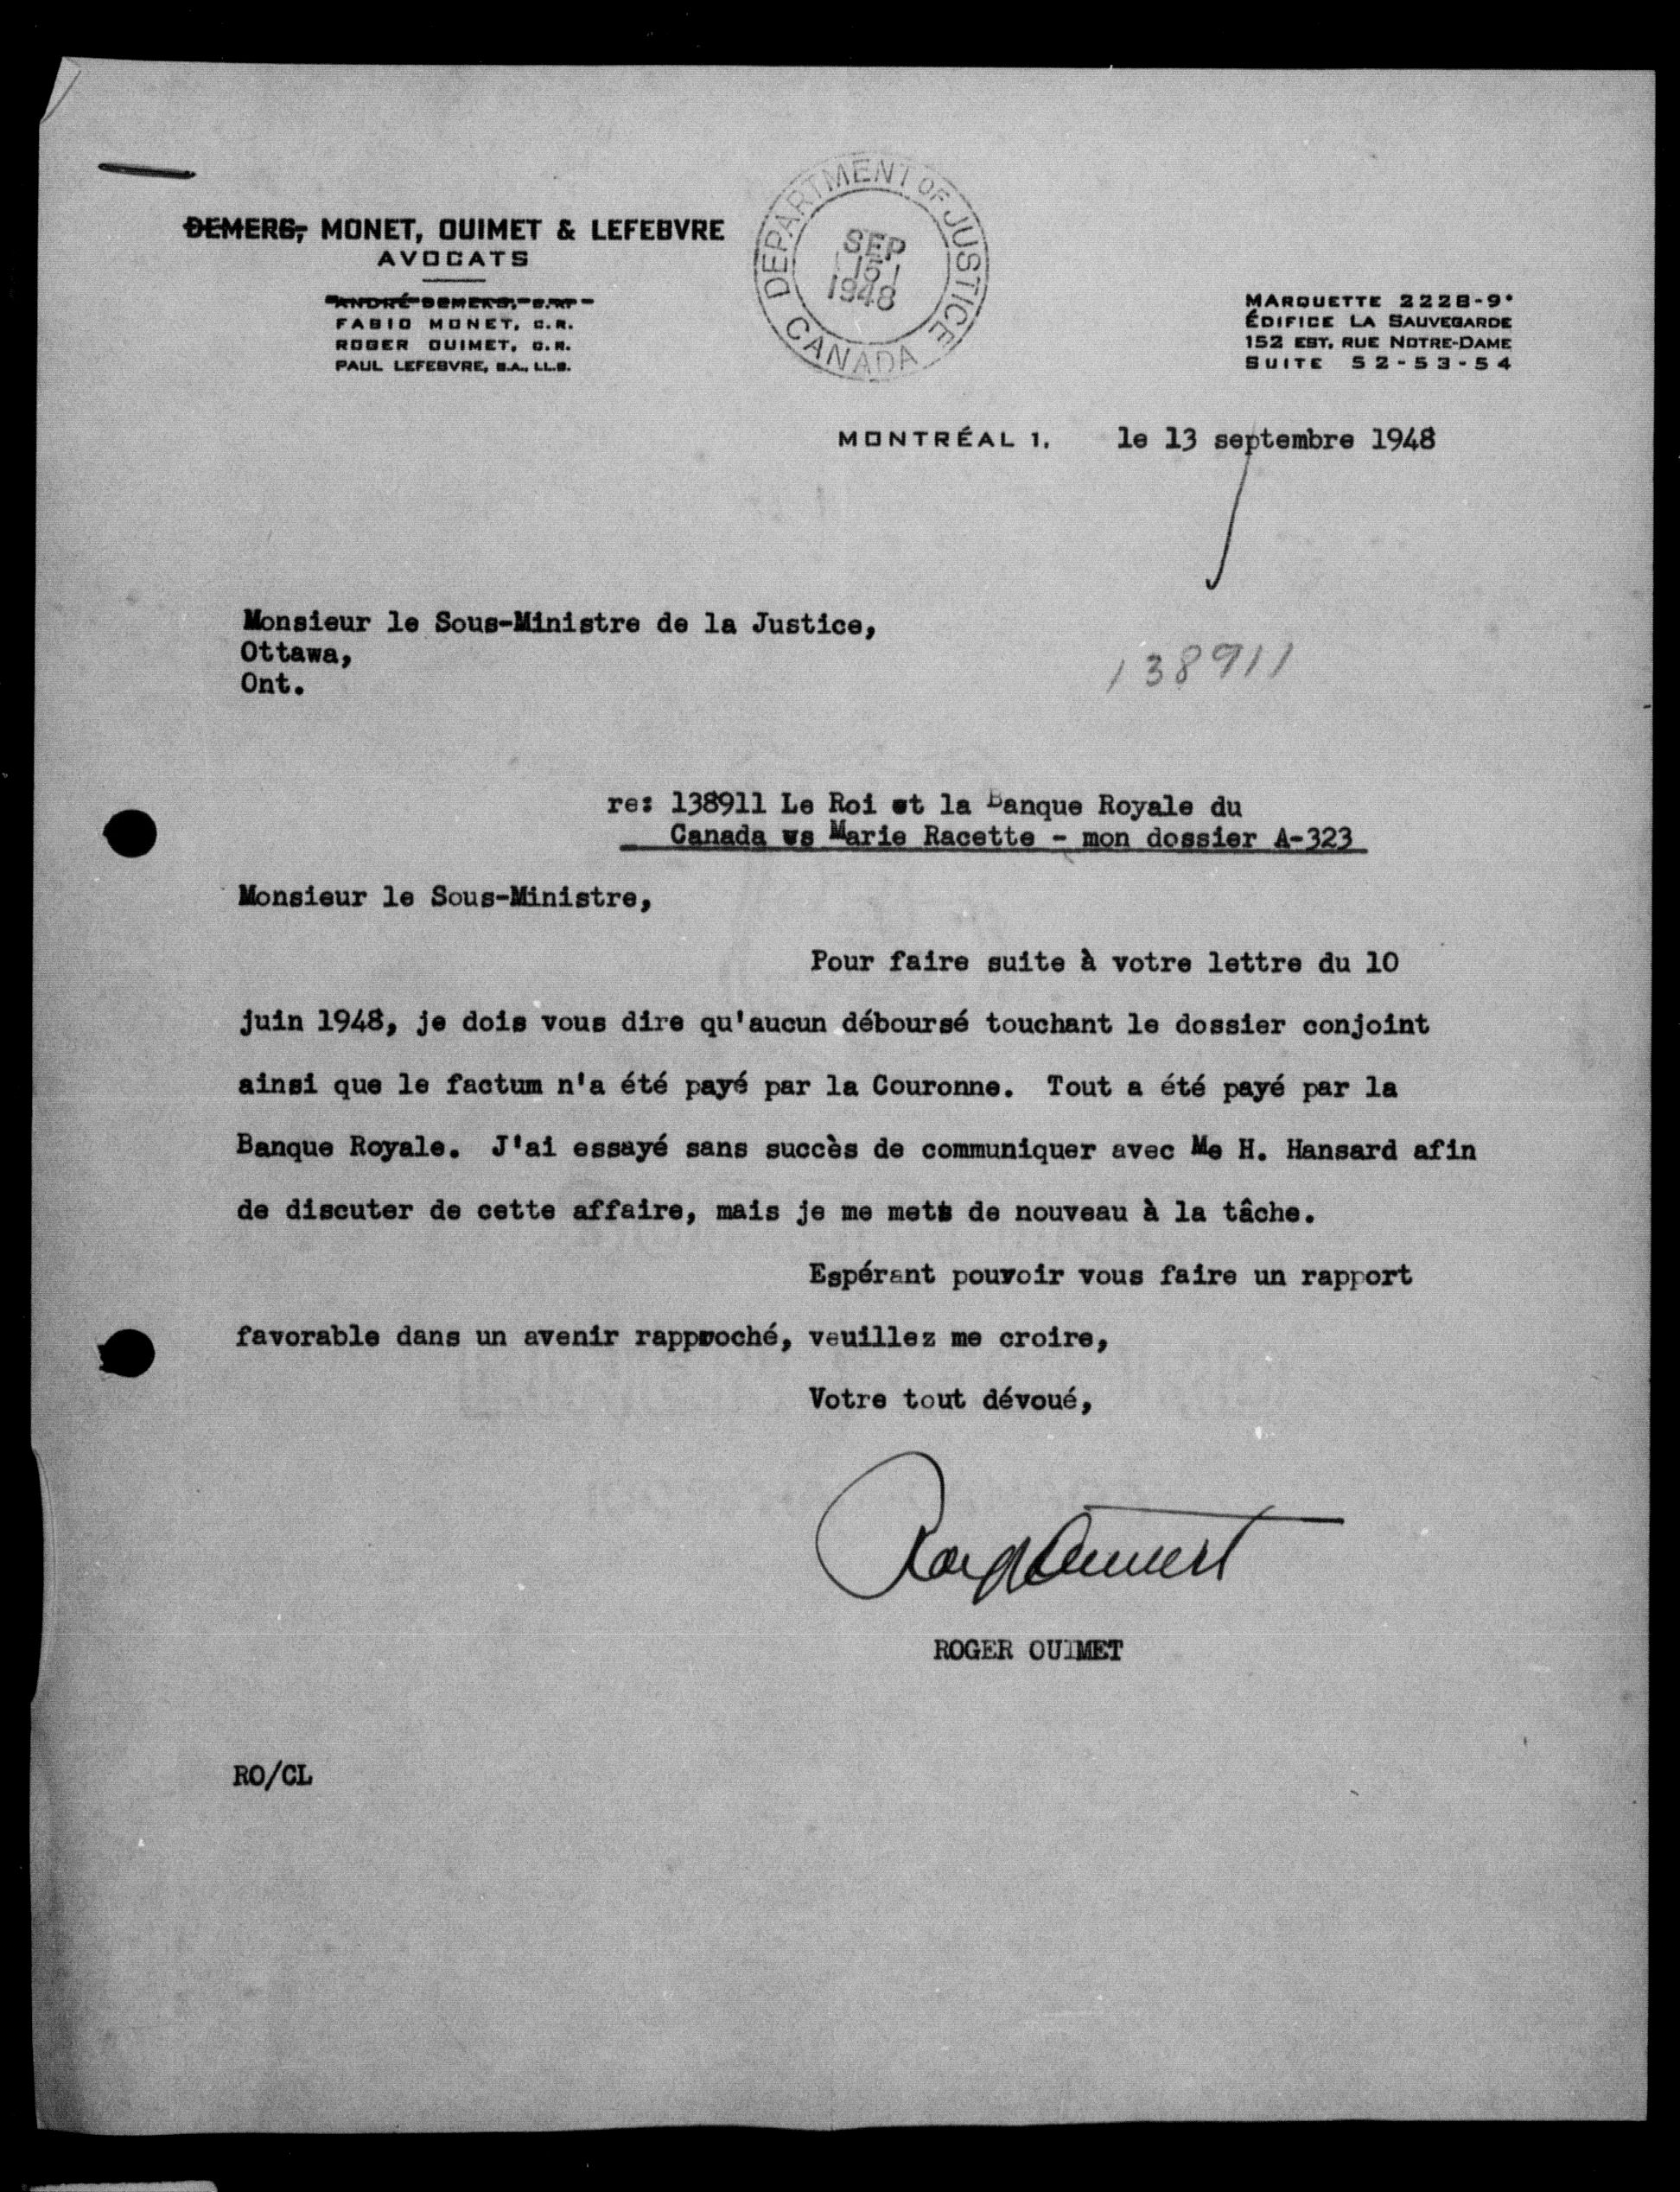 DEMERS, MONET, OUIMET & LEFEBVRE
AVOCATS
ANDRÉ DEMERS, C.R.
FABIO MONET, C.R.
ROGER OUIMET, C.R.
PAUL LEFEBVRE, B.A., LL.B.
DEPARTMENT OF JUSTICE
CANADA
SEP
15
1948
MARQUETTE 2228-9*
ÉDIFICE LA SAUVEGARDE
152 EST, RUE NOTRE-DAME
SUITE 52-53-54
MONTRÉAL 1, le 13 septembre 1948
Monsieur le Sous-Ministre de la Justice,
Ottawa,
Ont.
138911
re: 138911 Le Roi et la Banque Royale du
Canada vs Marie Racette - mon dossier A-323
Monsieur le Sous-Ministre,
Pour faire suite à votre lettre du 10
juin 1948, je dois vous dire qu'aucun déboursé touchant le dossier conjoint
ainsi que le factum n'a été payé par la Couronne. Tout a été payé par la
Banque Royale. J'ai essayé sans succès de communiquer avec Me H. Hansard afin
de discuter de cette affaire, mais je me mets de nouveau à la tâche.
Espérant pouvoir vous faire un rapport
favorable dans un avenir rapproché, veuillez me croire,
Votre tout dévoué,
Roger Ouimet
ROGER OUIMET
RO/CL